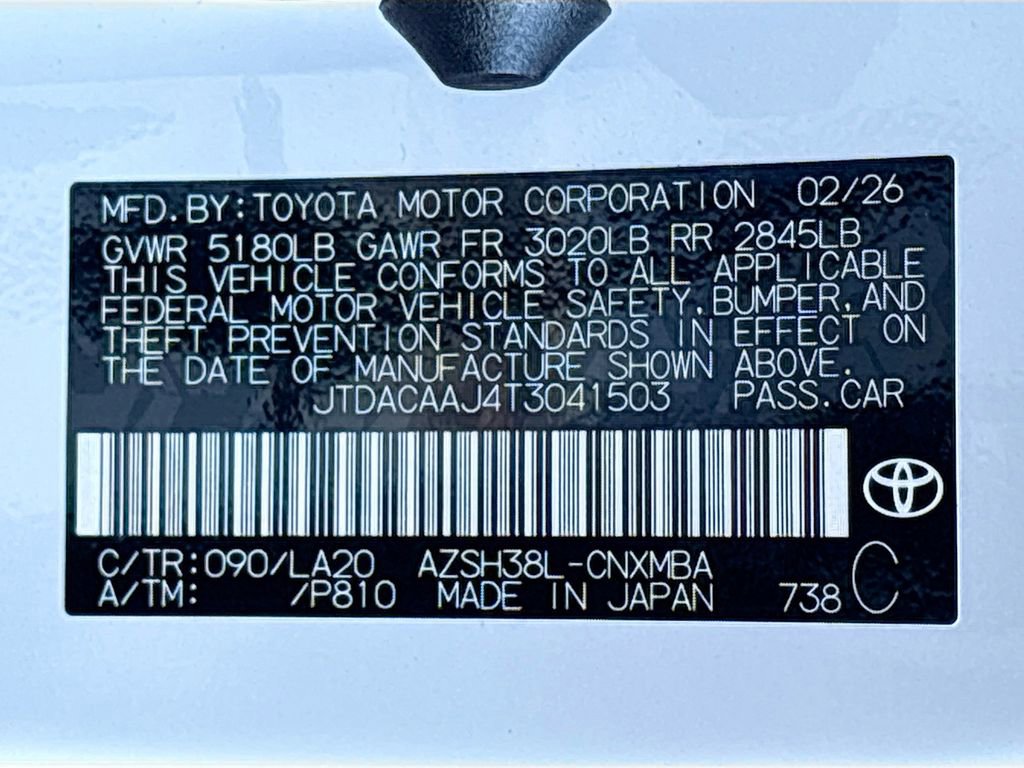 MFD.BY:TOYOTA MOTOR CORPORATION 02/26
GVWR 5180LB GAWR FR 3020LB RR 2845LB
THIS VEHICLE CONFORMS TO ALL APPLICABLE
FEDERAL MOTOR VEHICLE SAFETY,BUMPER,AND
THEFT PREVENTION STANDARDS IN EFFECT ON
THE DATE OF MANUFACTURE SHOWN ABOVE.
JTDACAAJ4T3041503 PASS.CAR
C/TR:090/LA20 AZSH38L-CNXMBA
A/TM: /P810 MADE IN JAPAN 738 C